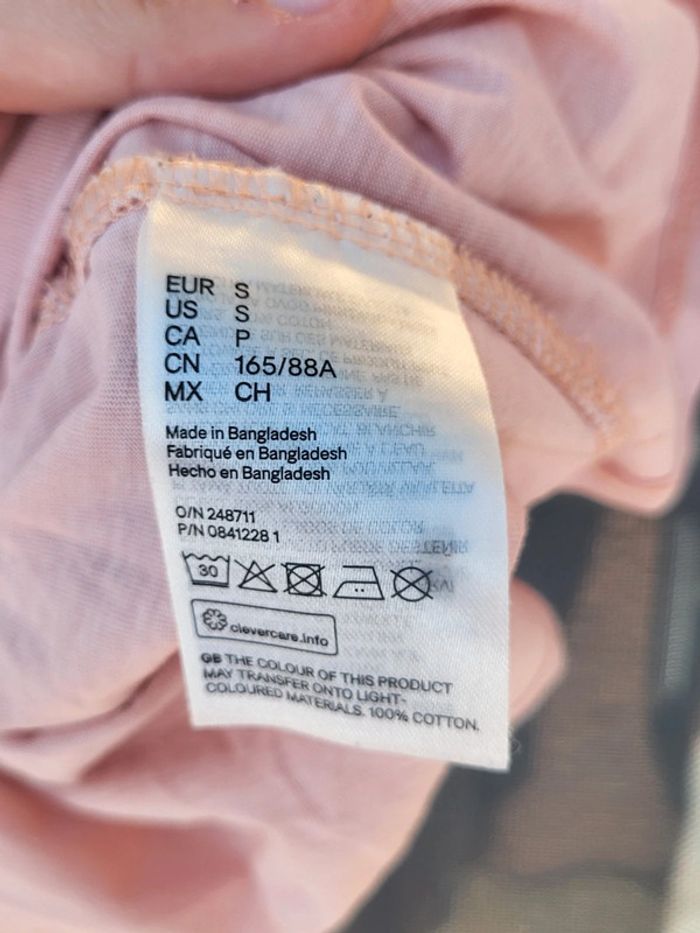 EUR S
US S
CA P
CN 165/88A
MX CH
Made in Bangladesh
Fabriqué en Bangladesh
Hecho en Bangladesh
O/N 248711
P/N 0841228 1
30
clevercare.info
GB THE COLOUR OF THIS PRODUCT
MAY TRANSFER ONTO LIGHT-
COLOURED MATERIALS. 100% COTTON.